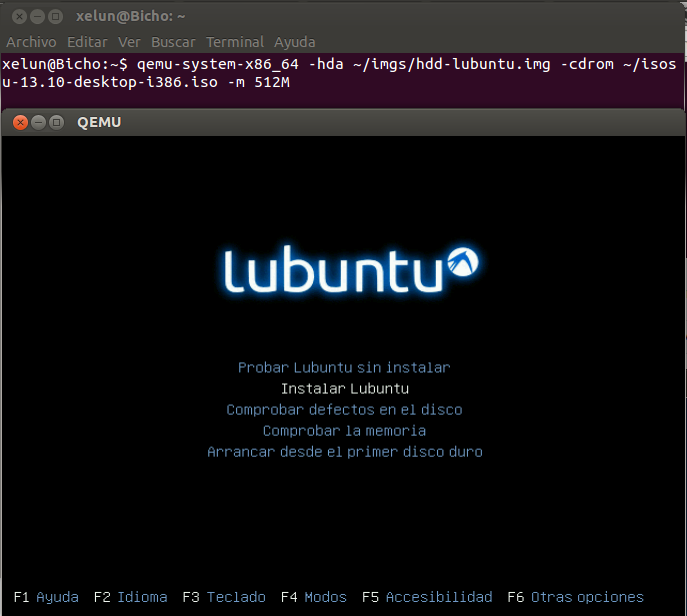 xelun@Bicho: ~
Archivo Editar Ver Buscar Terminal Ayuda
xelun@Bicho:~$ qemu-system-x86_64 -hda ~/imgs/hdd-lubuntu.img -cdrom ~/isos
u-13.10-desktop-i386.iso -m 512M
QEMU
lubuntu
Probar Lubuntu sin instalar
Instalar Lubuntu
Comprobar defectos en el disco
Comprobar la memoria
Arrancar desde el primer disco duro
F1 Ayuda F2 Idioma F3 Teclado F4 Modos F5 Accesibilidad F6 Otras opciones